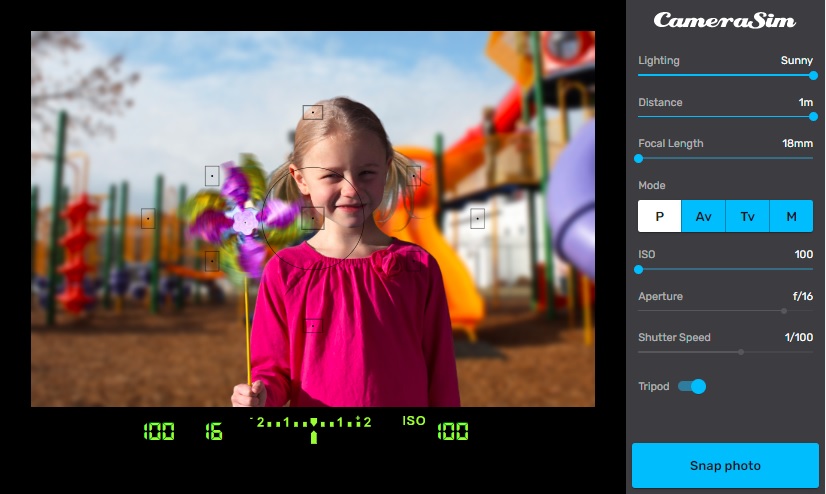 CameraSim
Lighting Sunny
Distance 1m
Focal Length 18mm
Mode
P Av Tv M
ISO 100
Aperture f/16
Shutter Speed 1/100
Tripod
Snap photo
100 16 -2..1..▼..1..+2 ISO 100